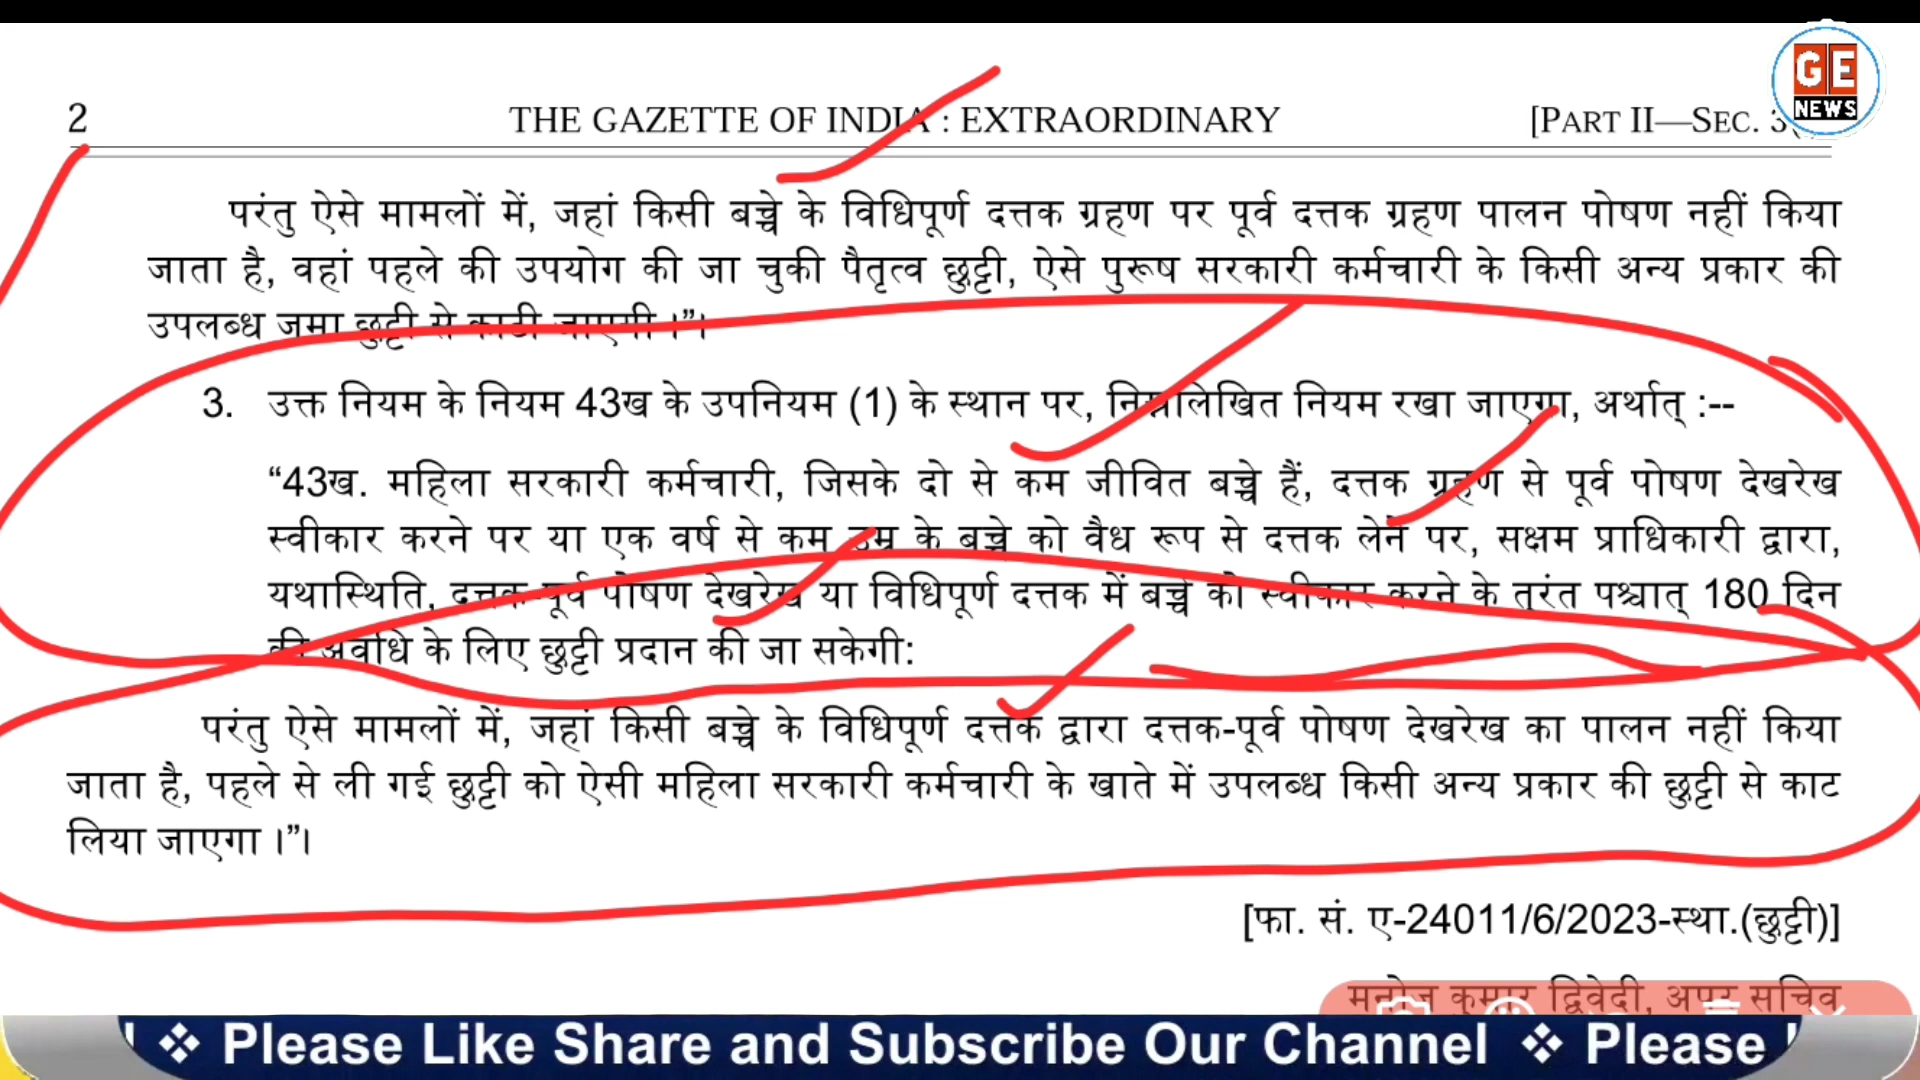 GE
NEWS
2 THE GAZETTE OF INDIA : EXTRAORDINARY [PART II—SEC. 3(
परंतु ऐसे मामलों में, जहां किसी बच्चे के विधिपूर्ण दत्तक ग्रहण पर पूर्व दत्तक ग्रहण पालन पोषण नहीं किया
जाता है, वहां पहले की उपयोग की जा चुकी पैतृत्व छुट्टी, ऐसे पुरूष सरकारी कर्मचारी के किसी अन्य प्रकार की
उपलब्ध जमा छुट्टी से काटी जाएगी ।”।
3. उक्त नियम के नियम 43ख के उपनियम (1) के स्थान पर, निम्नलिखित नियम रखा जाएगा, अर्थात् :--
“43ख. महिला सरकारी कर्मचारी, जिसके दो से कम जीवित बच्चे हैं, दत्तक ग्रहण से पूर्व पोषण देखरेख
स्वीकार करने पर या एक वर्ष से कम उम्र के बच्चे को वैध रूप से दत्तक लेने पर, सक्षम प्राधिकारी द्वारा,
यथास्थिति, दत्तक-पूर्व पोषण देखरेख या विधिपूर्ण दत्तक में बच्चे को स्वीकार करने के तुरंत पश्चात् 180 दिन
की अवधि के लिए छुट्टी प्रदान की जा सकेगी:
परंतु ऐसे मामलों में, जहां किसी बच्चे के विधिपूर्ण दत्तक द्वारा दत्तक-पूर्व पोषण देखरेख का पालन नहीं किया
जाता है, पहले से ली गई छुट्टी को ऐसी महिला सरकारी कर्मचारी के खाते में उपलब्ध किसी अन्य प्रकार की छुट्टी से काट
लिया जाएगा ।”।
[फा. सं. ए-24011/6/2023-स्था.(छुट्टी)]
मनोज कुमार द्विवेदी, अपर सचिव
! ❖ Please Like Share and Subscribe Our Channel ❖ Please